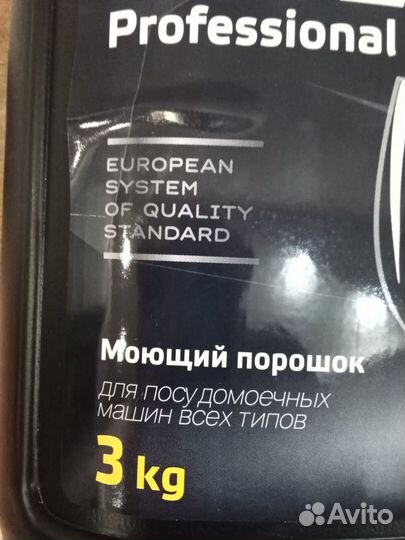 Professional
EUROPEAN
SYSTEM
OF QUALITY
STANDARD
Моющий порошок
для посудомоечных
машин всех типов
3 kg
Avito